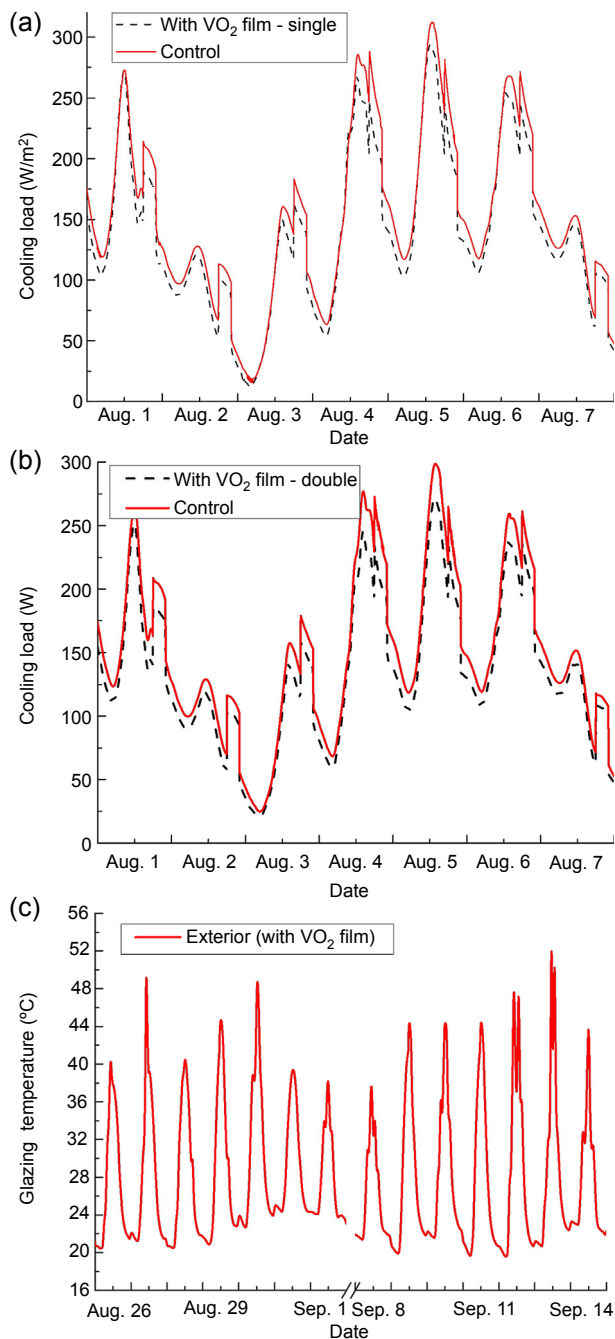 (a)
With VO₂ film - single
Control
300
250
200
150
100
50
0
Cooling load (W/m²)
Aug. 1 Aug. 2 Aug. 3 Aug. 4 Aug. 5 Aug. 6 Aug. 7
Date
(b)
With VO₂ film - double
Control
300
250
200
150
100
50
0
Cooling load (W)
Aug. 1 Aug. 2 Aug. 3 Aug. 4 Aug. 5 Aug. 6 Aug. 7
Date
(c)
Exterior (with VO₂ film)
56
52
48
44
40
36
32
28
24
20
16
Glazing temperature (ºC)
Aug. 26 Aug. 29 Sep. 1 Sep. 8 Sep. 11 Sep. 14
Date